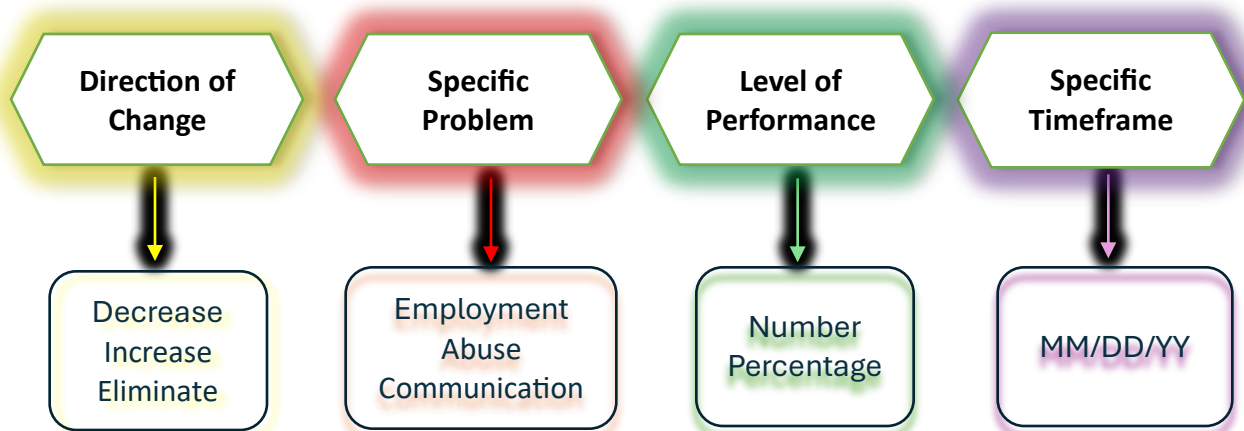 Direction of
Change
Specific
Problem
Level of
Performance
Specific
Timeframe
Decrease
Increase
Eliminate
Employment
Abuse
Communication
Number
Percentage
MM/DD/YY